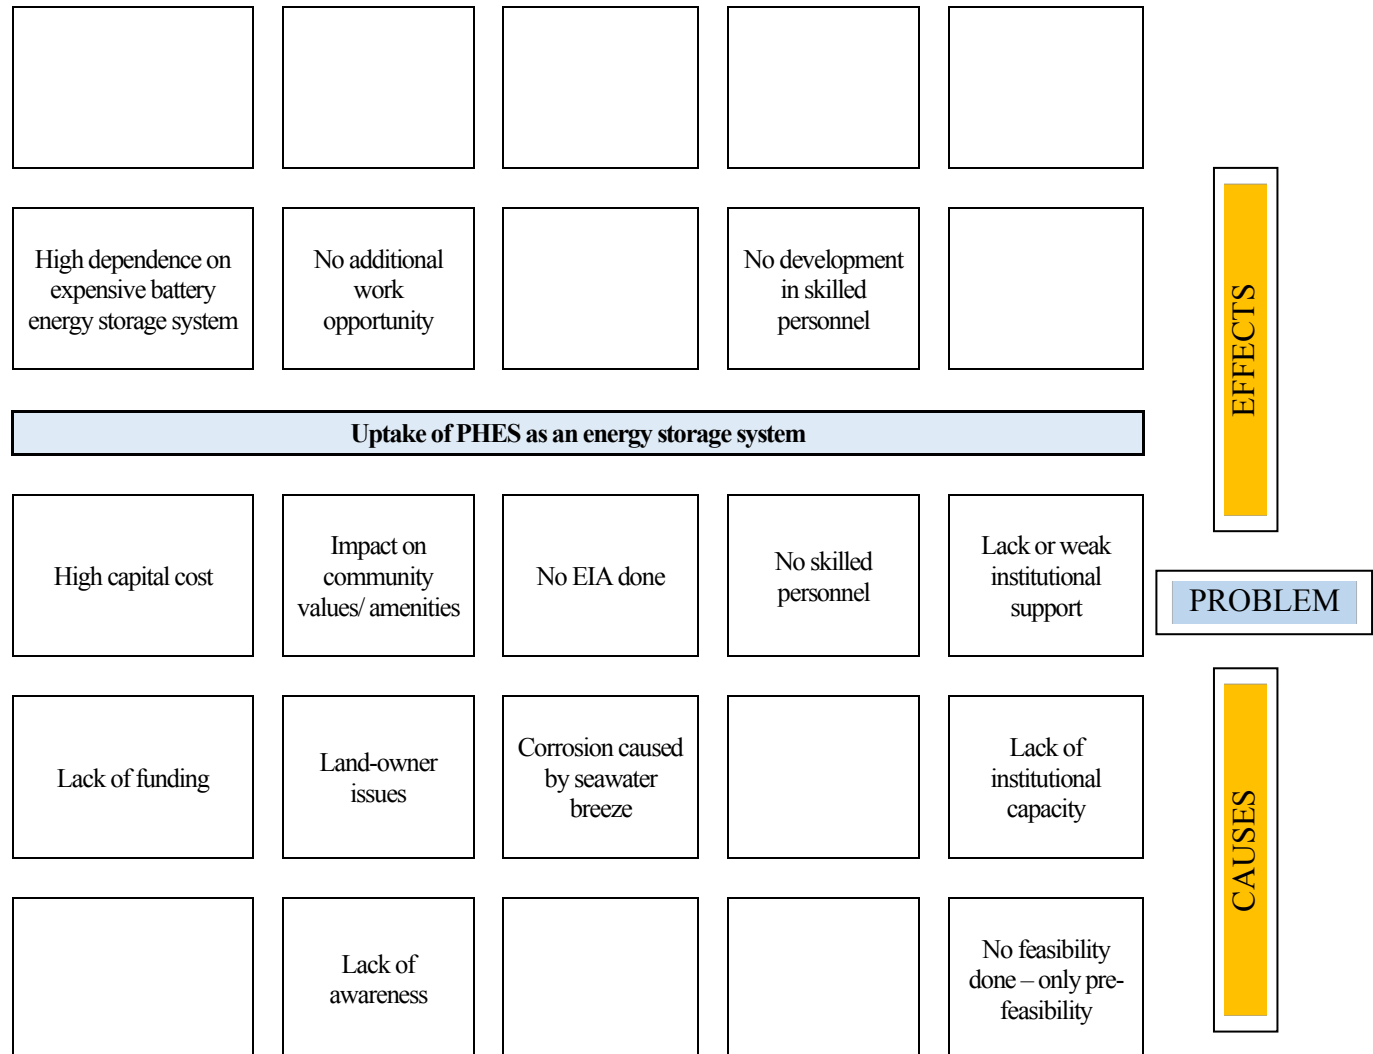 High dependence on
expensive battery
energy storage system
No additional
work
opportunity
No development
in skilled
personnel
EFFECTS
Uptake of PHES as an energy storage system
High capital cost
Impact on
community
values/ amenities
No EIA done
No skilled
personnel
Lack or weak
institutional
support
PROBLEM
Lack of funding
Land-owner
issues
Corrosion caused
by seawater
breeze
Lack of
institutional
capacity
CAUSES
Lack of
awareness
No feasibility
done – only pre-
feasibility